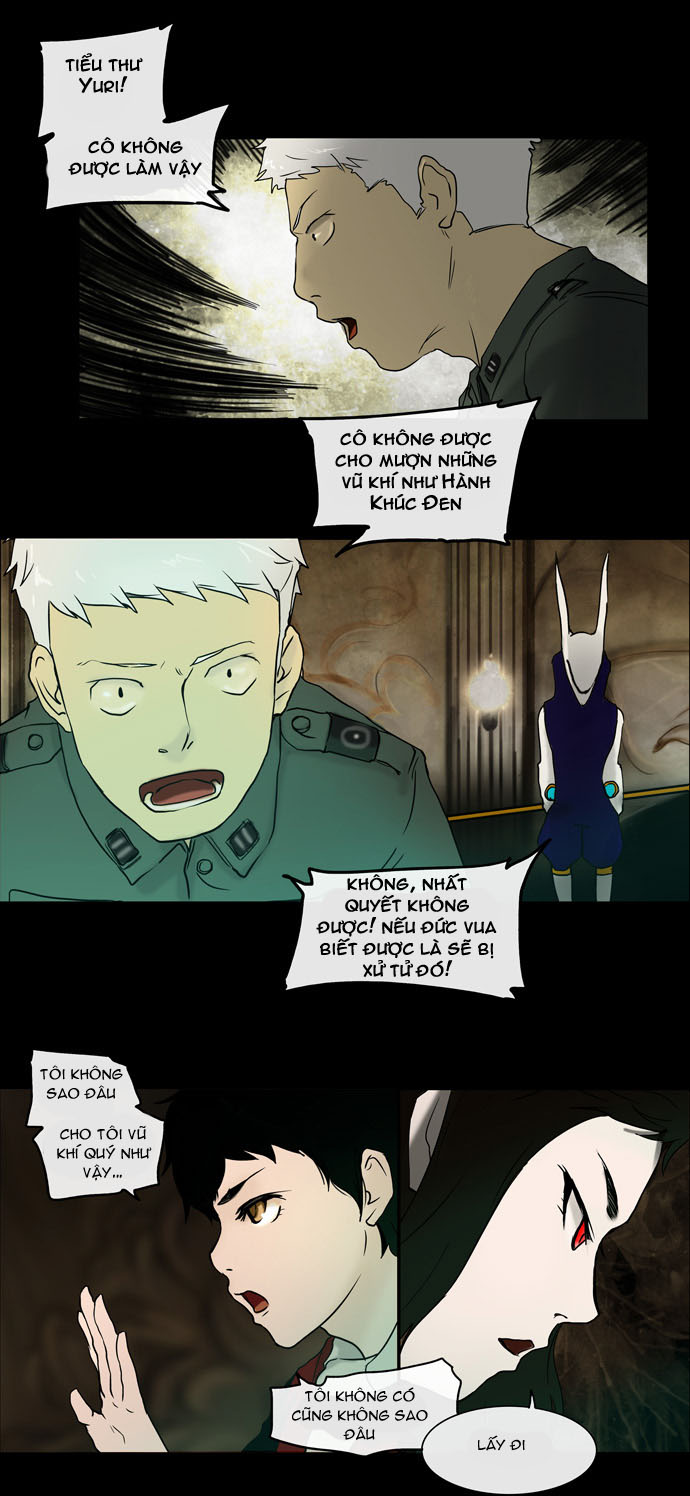 TIỂU THƯ
YURI!
CÔ KHÔNG
ĐƯỢC LÀM VẬY
CÔ KHÔNG ĐƯỢC
CHO MƯỢN NHỮNG
VŨ KHÍ NHƯ HÀNH
KHÚC ĐEN
KHÔNG, NHẤT
QUYẾT KHÔNG
ĐƯỢC! NẾU ĐỨC VUA
BIẾT ĐƯỢC LÀ SẼ BỊ
XỬ TỬ ĐÓ!
TÔI KHÔNG
SAO ĐÂU
CHO TÔI VŨ
KHÍ QUÝ NHƯ
VẬY...
TÔI KHÔNG CÓ
CŨNG KHÔNG SAO
ĐÂU
LẤY ĐI